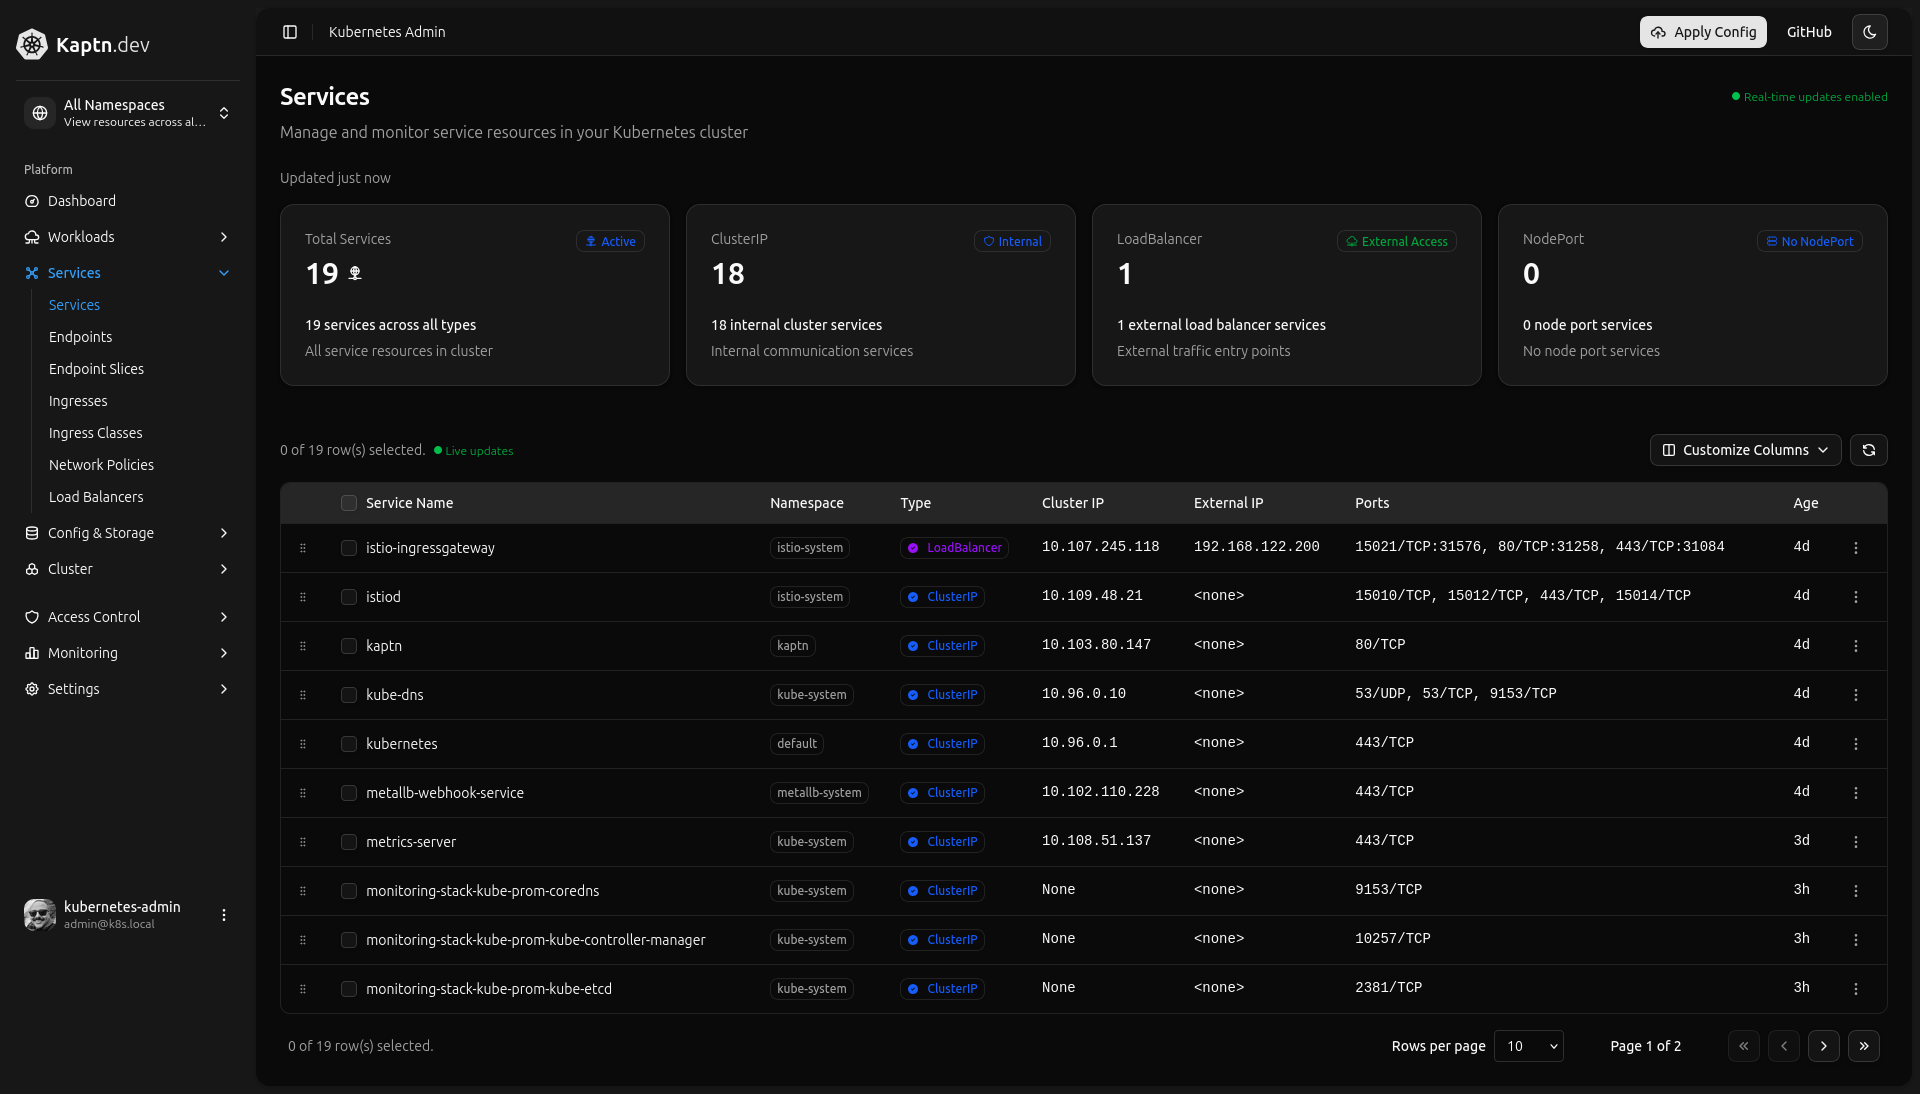 Kaptn.dev
All Namespaces
View resources across al...
Platform
Dashboard
Workloads
Services
Services
Endpoints
Endpoint Slices
Ingresses
Ingress Classes
Network Policies
Load Balancers
Config & Storage
Cluster
Access Control
Monitoring
Settings
kubernetes-admin
admin@k8s.local
Kubernetes Admin
Apply Config
GitHub
Services
Real-time updates enabled
Manage and monitor service resources in your Kubernetes cluster
Updated just now
Total Services
Active
19
19 services across all types
All service resources in cluster
ClusterIP
Internal
18
18 internal cluster services
Internal communication services
LoadBalancer
External Access
1
1 external load balancer services
External traffic entry points
NodePort
No NodePort
0
0 node port services
No node port services
0 of 19 row(s) selected.
Live updates
Customize Columns
Service Name Namespace Type Cluster IP External IP Ports Age
istio-ingressgateway istio-system LoadBalancer 10.107.245.118 192.168.122.200 15021/TCP:31576, 80/TCP:31258, 443/TCP:31084 4d
istiod istio-system ClusterIP 10.109.48.21 <none> 15010/TCP, 15012/TCP, 443/TCP, 15014/TCP 4d
kaptn kaptn ClusterIP 10.103.80.147 <none> 80/TCP 4d
kube-dns kube-system ClusterIP 10.96.0.10 <none> 53/UDP, 53/TCP, 9153/TCP 4d
kubernetes default ClusterIP 10.96.0.1 <none> 443/TCP 4d
metallb-webhook-service metallb-system ClusterIP 10.102.110.228 <none> 443/TCP 4d
metrics-server kube-system ClusterIP 10.108.51.137 <none> 443/TCP 3d
monitoring-stack-kube-prom-coredns kube-system ClusterIP None <none> 9153/TCP 3h
monitoring-stack-kube-prom-kube-controller-manager kube-system ClusterIP None <none> 10257/TCP 3h
monitoring-stack-kube-prom-kube-etcd kube-system ClusterIP None <none> 2381/TCP 3h
0 of 19 row(s) selected.
Rows per page 10
Page 1 of 2